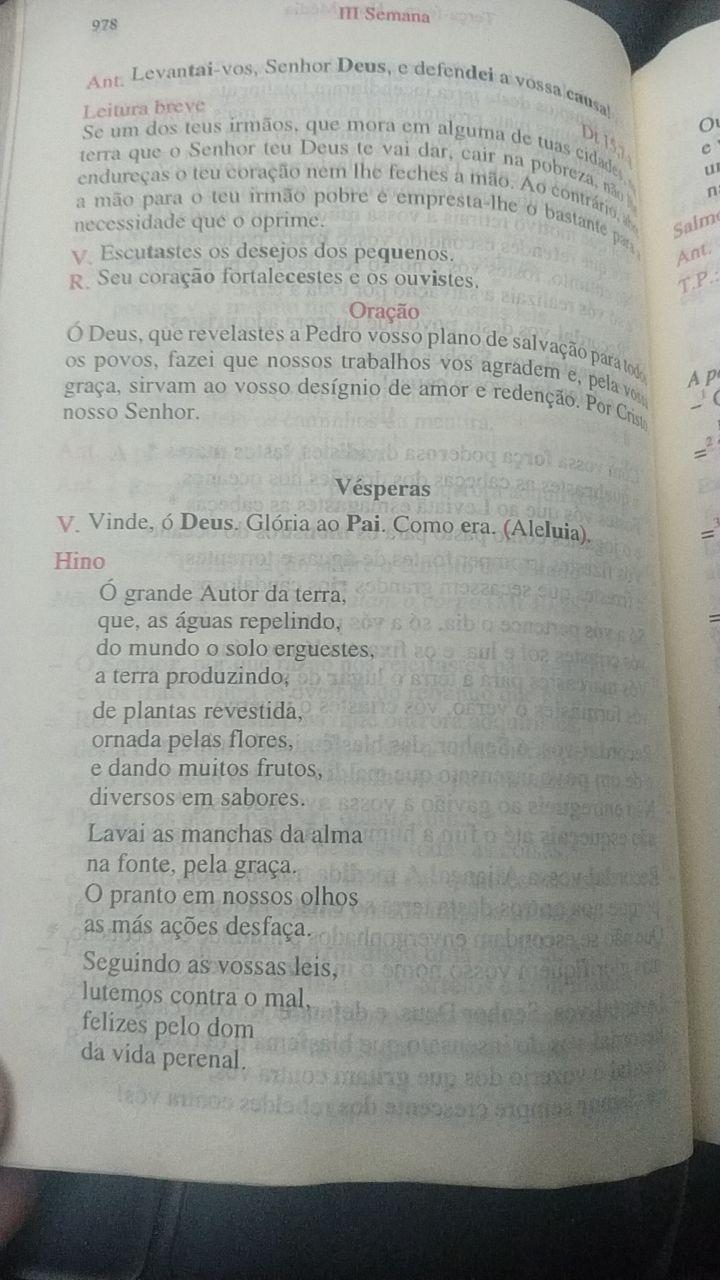 978
III Semana
Ant. Levantai-vos, Senhor Deus, e defendei a vossa causa!
Leitura breve
Dt 15,7-8
Se um dos teus irmãos, que mora em alguma de tuas cidades,
terra que o Senhor teu Deus te vai dar, cair na pobreza, não
endureças o teu coração nem lhe feches a mão. Ao contrário,
a mão para o teu irmão pobre e empresta-lhe o bastante para
necessidade que o oprime.
V. Escutastes os desejos dos pequenos.
R. Seu coração fortalecestes e os ouvistes.
Oração
Ó Deus, que revelastes a Pedro vosso plano de salvação para todos
os povos, fazei que nossos trabalhos vos agradem e, pela vossa
graça, sirvam ao vosso desígnio de amor e redenção. Por Cristo
nosso Senhor.
Vésperas
V. Vinde, ó Deus. Glória ao Pai. Como era. (Aleluia).
Hino
Ó grande Autor da terra,
que, as águas repelindo,
do mundo o solo erguestes,
a terra produzindo,
de plantas revestida,
ornada pelas flores,
e dando muitos frutos,
diversos em sabores.
Lavai as manchas da alma
na fonte, pela graça.
O pranto em nossos olhos
as más ações desfaça.
Seguindo as vossas leis,
lutemos contra o mal,
felizes pelo dom
da vida perenal.
Salmo
Ant.
T.P.: